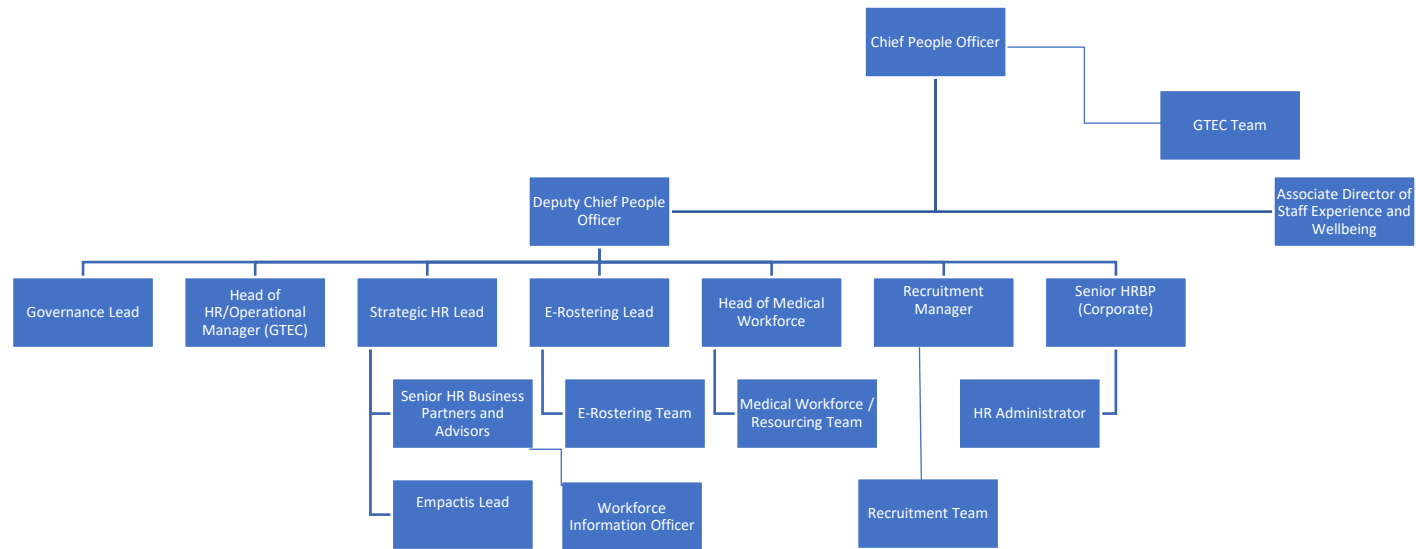 Chief People Officer
GTEC Team
Deputy Chief People
Officer
Associate Director of
Staff Experience and
Wellbeing
Governance Lead
Head of
HR/Operational
Manager (GTEC)
Strategic HR Lead
E-Rostering Lead
Head of Medical
Workforce
Recruitment
Manager
Senior HRBP
(Corporate)
Senior HR Business
Partners and
Advisors
E-Rostering Team
Medical Workforce /
Resourcing Team
HR Administrator
Empactis Lead
Workforce
Information Officer
Recruitment Team